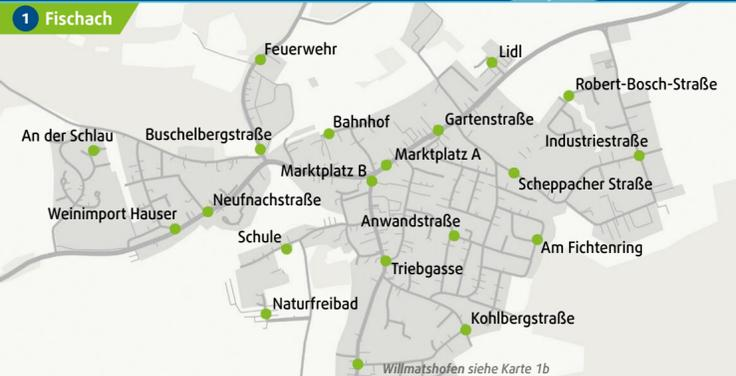 1 Fischach
Feuerwehr
Lidl
Robert-Bosch-Straße
Bahnhof
Gartenstraße
An der Schlau
Buschelbergstraße
Industriestraße
Marktplatz A
Marktplatz B
Scheppacher Straße
Neufnachstraße
Weinimport Hauser
Anwandstraße
Schule
Am Fichtenring
Triebgasse
Naturfreibad
Kohlbergstraße
Willmatshofen siehe Karte 1b